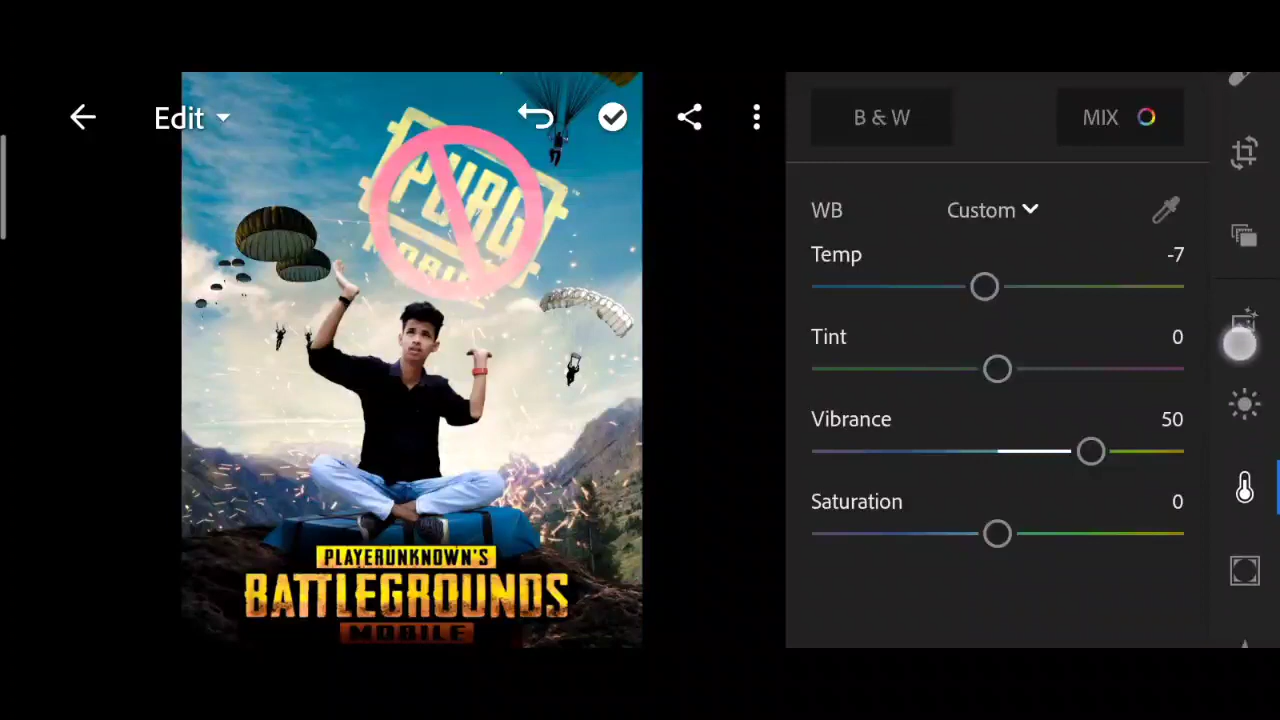 Edit
B & W
MIX
PUBG
MOBILE
WB
Custom
Temp
-7
Tint
0
Vibrance
50
Saturation
0
PLAYERUNKNOWN'S
BATTLEGROUNDS
MOBILE